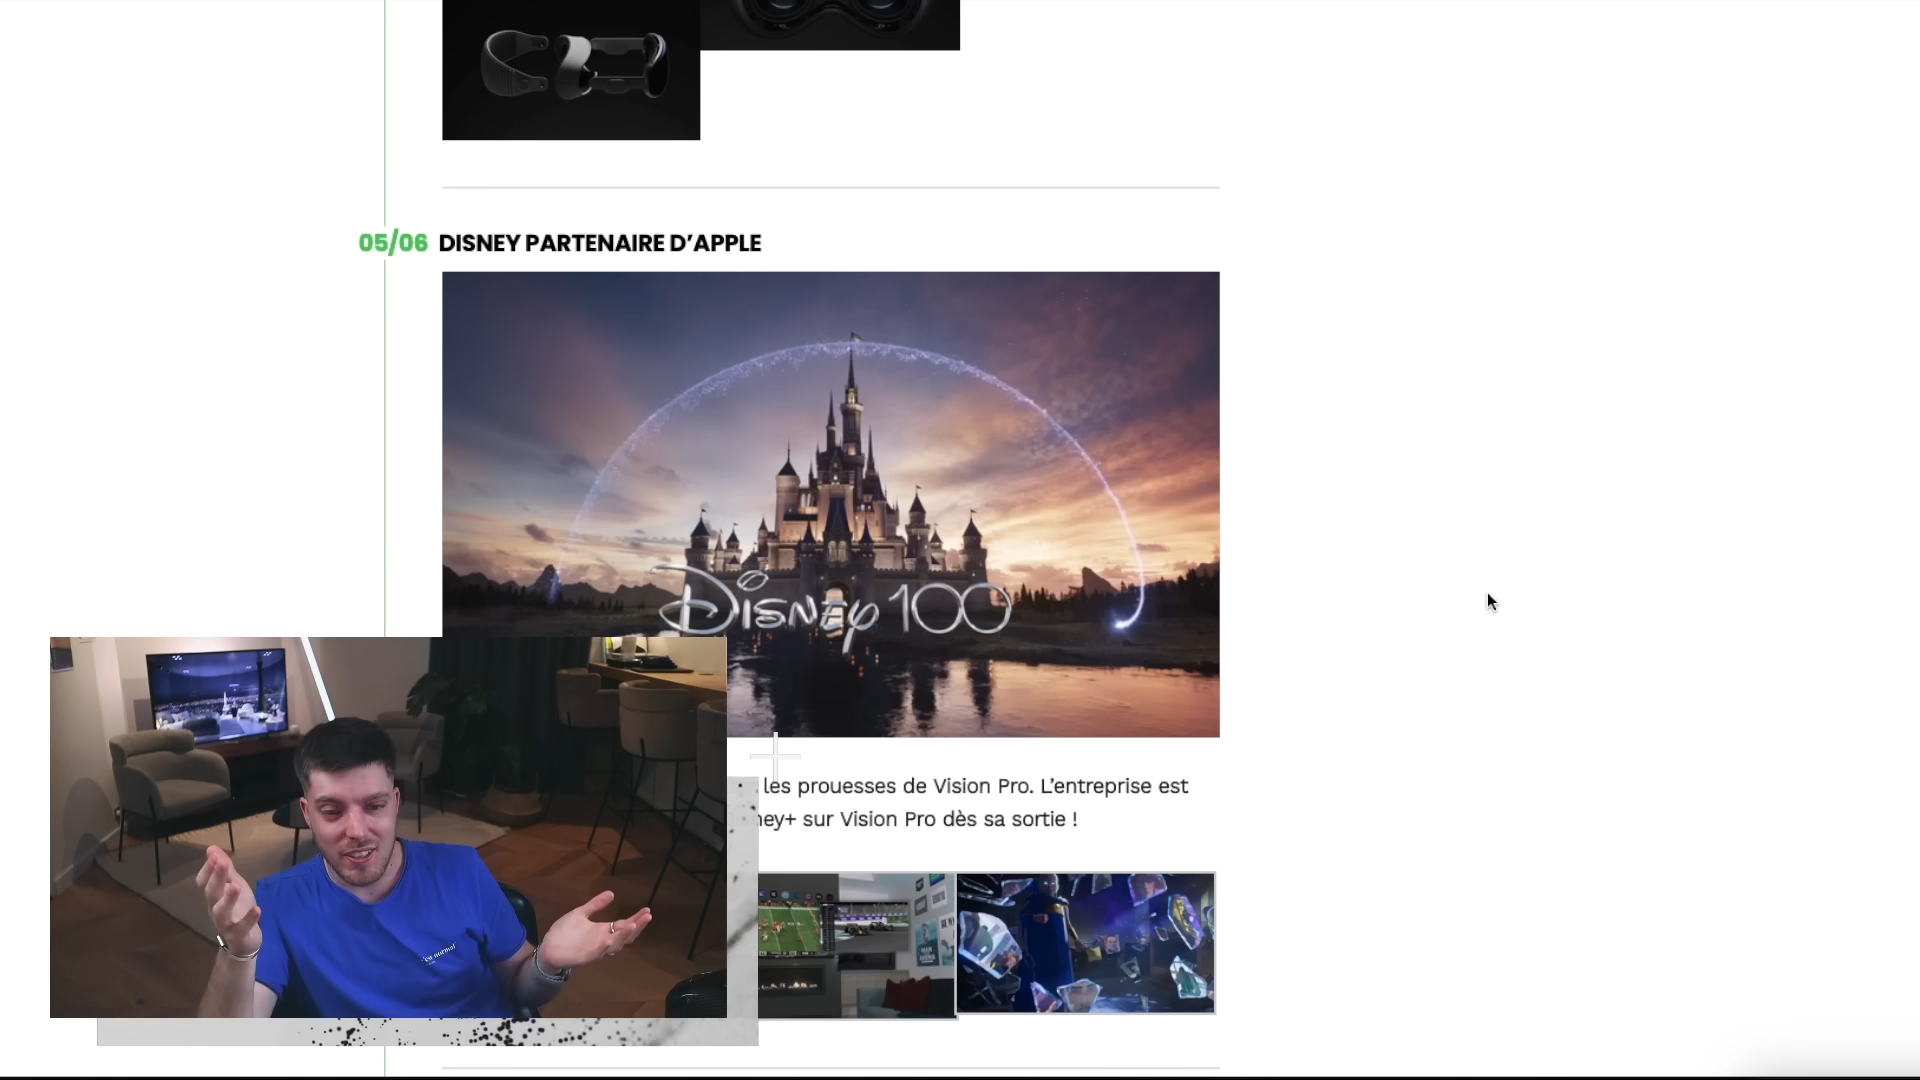 05/06 DISNEY PARTENAIRE D’APPLE
DISNEY 100
les prouesses de Vision Pro. L’entreprise est
ney+ sur Vision Pro dès sa sortie !